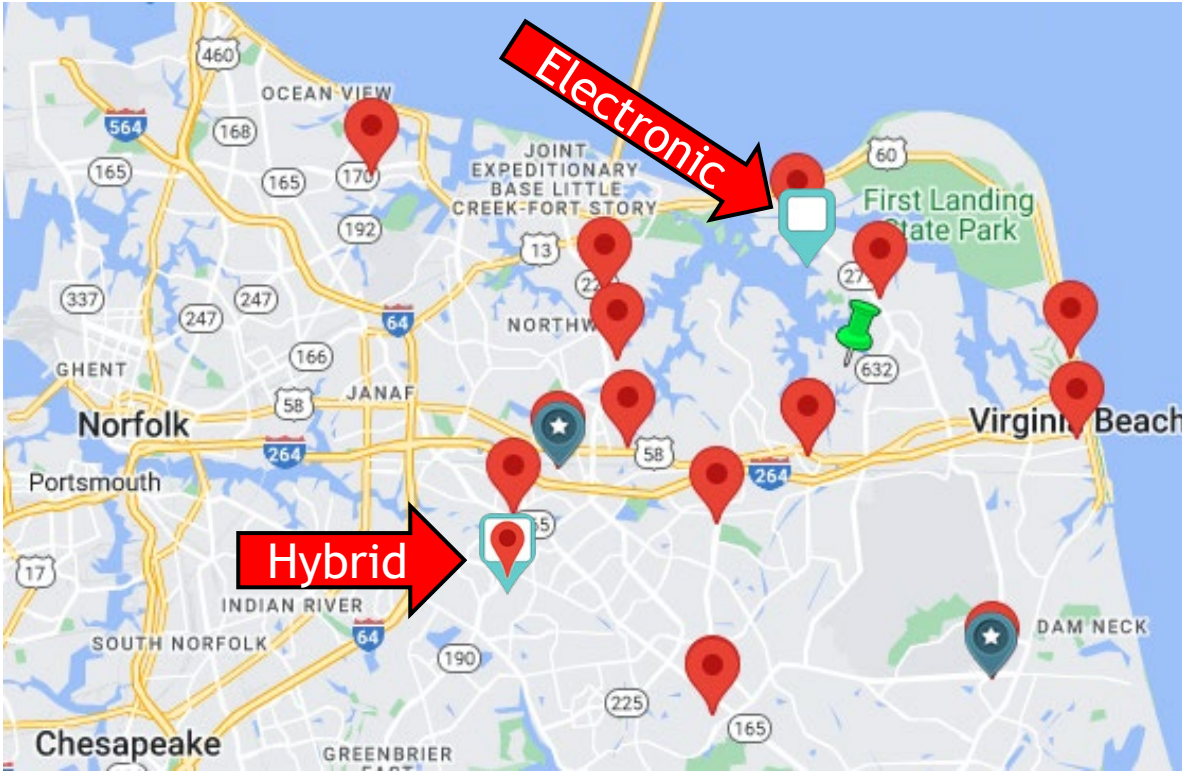 460
OCEAN VIEW
Electronic
564
168
165
165
170
JOINT
EXPEDITIONARY
BASE LITTLE
CREEK-FORT STORY
60
First Landing
State Park
192
13
337
247
247
64
NORTHW
166
632
GHENT
JANAF
58
Norfolk
Virginia Beach
264
58
264
Portsmouth
Hybrid
17
INDIAN RIVER
64
SOUTH NORFOLK
190
DAM NECK
225
165
Chesapeake
GREENBRIER
EAST